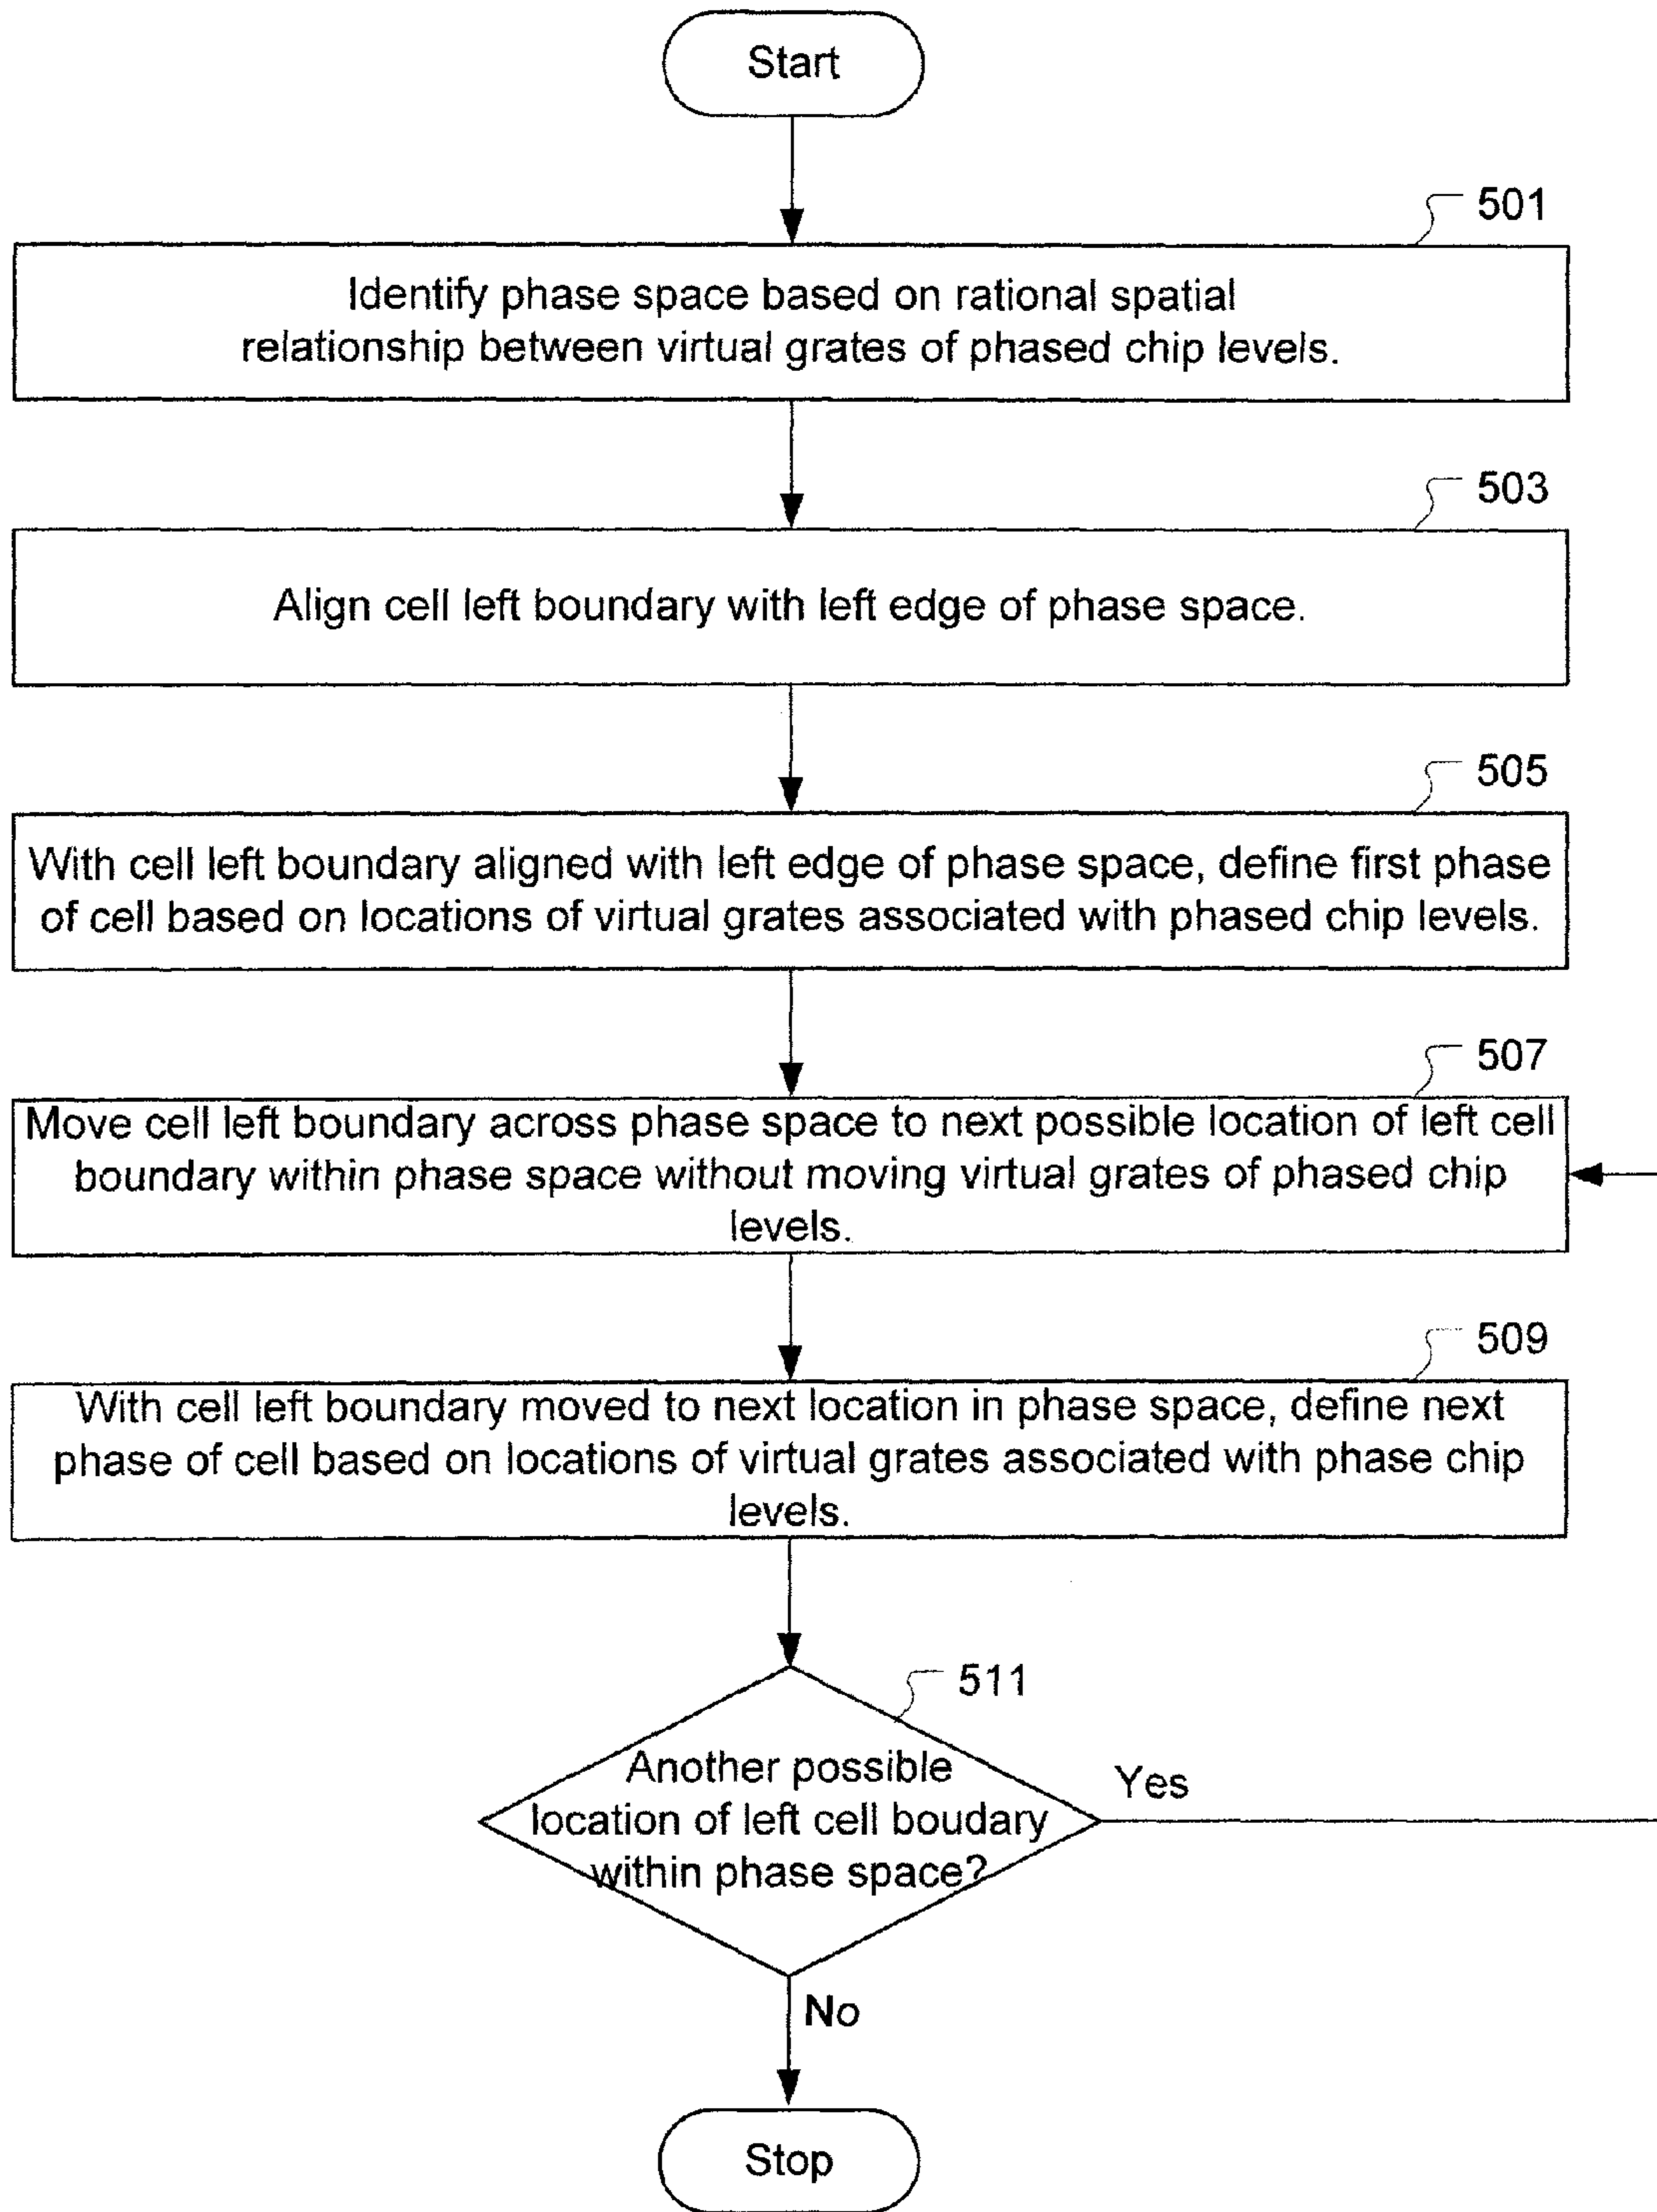 Start
501
Identify phase space based on rational spatial
relationship between virtual grates of phased chip levels.
503
Align cell left boundary with left edge of phase space.
505
With cell left boundary aligned with left edge of phase space, define first phase
of cell based on locations of virtual grates associated with phased chip levels.
507
Move cell left boundary across phase space to next possible location of left cell
boundary within phase space without moving virtual grates of phased chip
levels.
509
With cell left boundary moved to next location in phase space, define next
phase of cell based on locations of virtual grates associated with phase chip
levels.
511
Another possible
location of left cell boudary
within phase space?
Yes
No
Stop